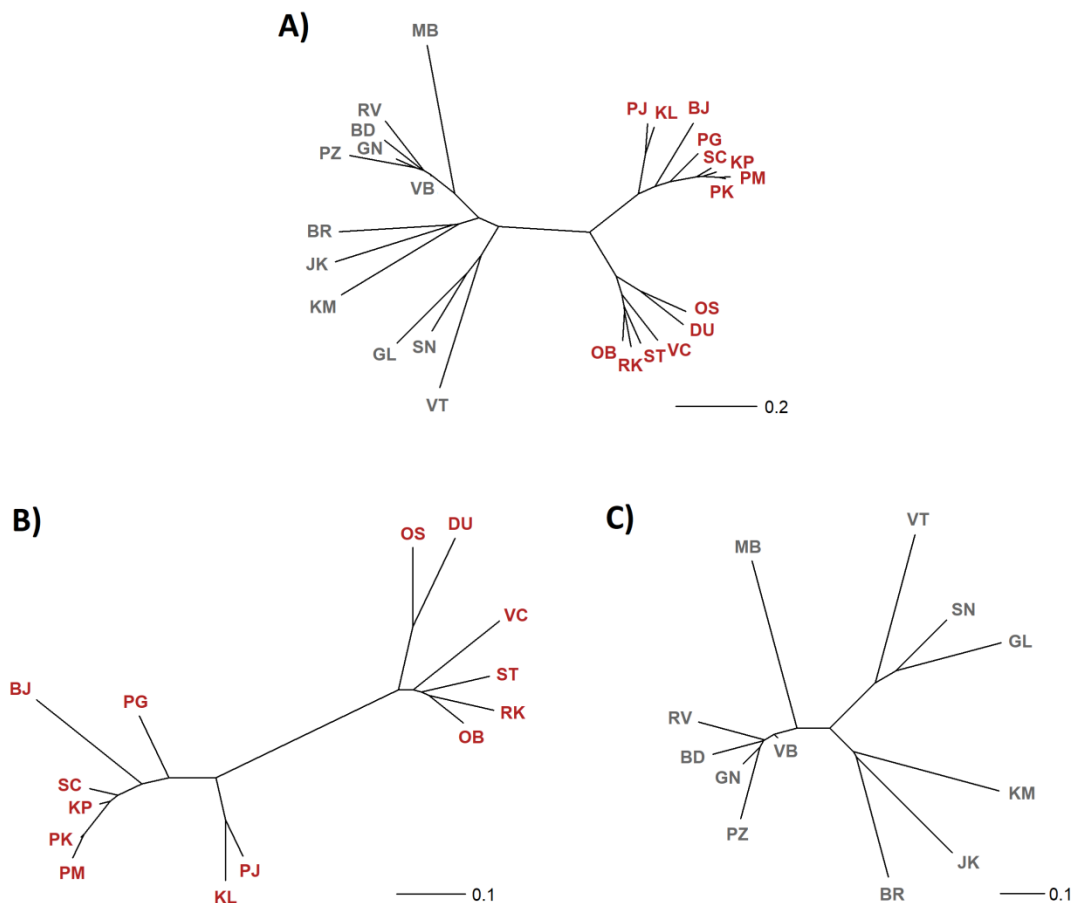 A)
MB
RV
BD
GN
PZ
VB
BR
JK
KM
GL
SN
VT
PJ
KL
BJ
PG
SC
KP
PM
PK
OS
DU
VC
ST
RK
OB
0.2
B)
OS
DU
VC
ST
RK
OB
BJ
PG
SC
KP
PK
PM
PJ
KL
0.1
C)
VT
MB
SN
GL
RV
BD
VB
GN
PZ
KM
JK
BR
0.1